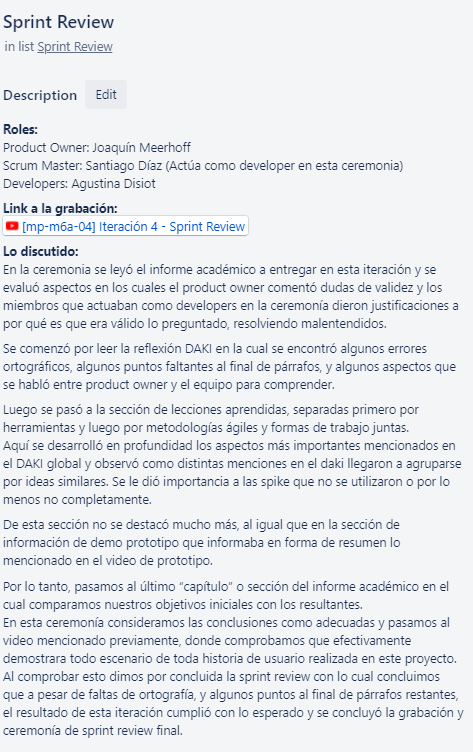 Sprint Review
in list Sprint Review
Description Edit
Roles:
Product Owner: Joaquín Meerhoff
Scrum Master: Santiago Díaz (Actúa como developer en esta ceremonia)
Developers: Agustina Disiot
Link a la grabación:
[mp-m6a-04] Iteración 4 - Sprint Review
Lo discutido:
En la ceremonia se leyó el informe académico a entregar en esta iteración y se
evaluó aspectos en los cuales el product owner comentó dudas de validez y los
miembros que actuaban como developers en la ceremonía dieron justificaciones a
por qué es que era válido lo preguntado, resolviendo malentendidos.
Se comenzó por leer la reflexión DAKI en la cual se encontró algunos errores
ortográficos, algunos puntos faltantes al final de párrafos, y algunos aspectos que
se habló entre product owner y el equipo para comprender.
Luego se pasó a la sección de lecciones aprendidas, separadas primero por
herramientas y luego por metodologías ágiles y formas de trabajo juntas.
Aquí se desarrolló en profundidad los aspectos más importantes mencionados en
el DAKI global y observó como distintas menciones en el daki llegaron a agruparse
por ideas similares. Se le dió importancia a las spike que no se utilizaron o por lo
menos no completamente.
De esta sección no se destacó mucho más, al igual que en la sección de
información de demo prototipo que informaba en forma de resumen lo
mencionado en el video de prototipo.
Por lo tanto, pasamos al último "capítulo" o sección del informe académico en el
cual comparamos nuestros objetivos iniciales con los resultantes.
En esta ceremonía consideramos las conclusiones como adecuadas y pasamos al
video mencionado previamente, donde comprobamos que efectivamente
demostrara todo escenario de toda historia de usuario realizada en este proyecto.
Al comprobar esto dimos por concluida la sprint review con lo cual concluimos
que a pesar de faltas de ortografía, y algunos puntos al final de párrafos restantes,
el resultado de esta iteración cumplió con lo esperado y se concluyó la grabación y
ceremonía de sprint review final.